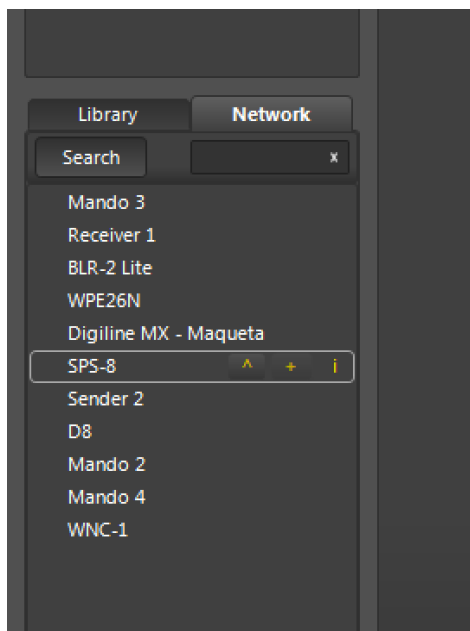 Library Network
Search x
Mando 3
Receiver 1
BLR-2 Lite
WPE26N
Digiline MX - Maqueta
SPS-8 ^ + i
Sender 2
D8
Mando 2
Mando 4
WNC-1